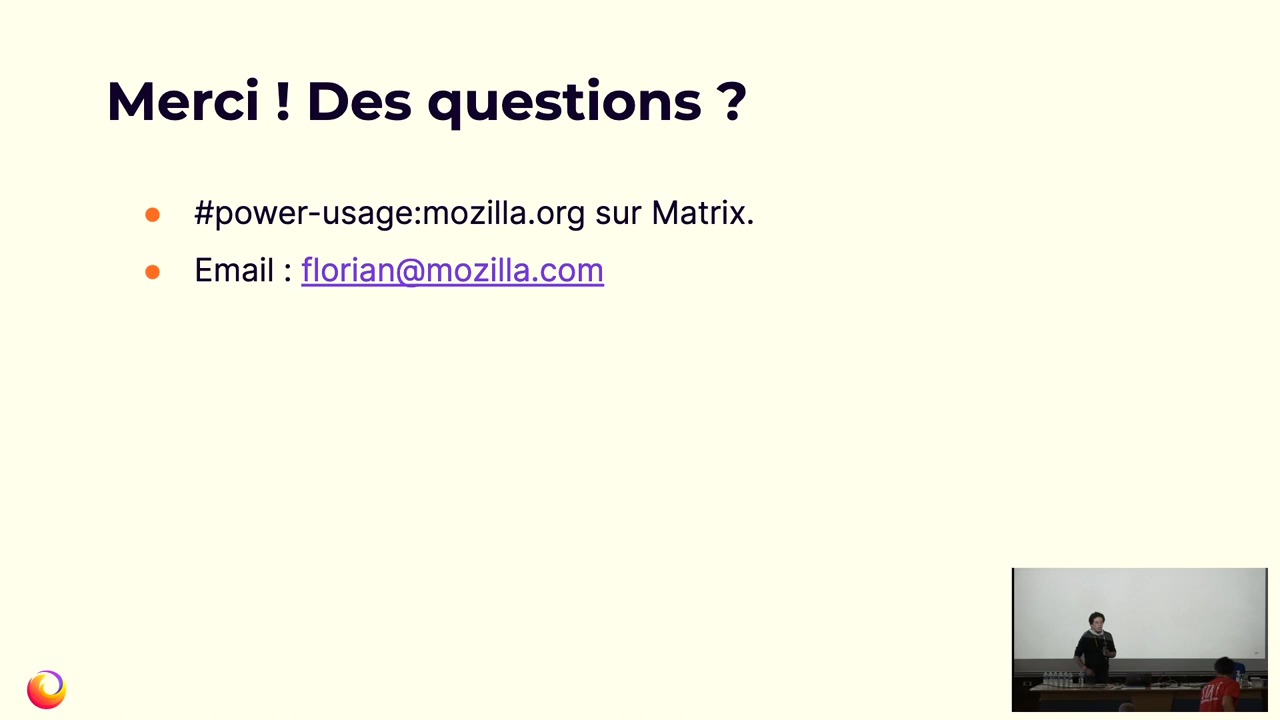 Merci ! Des questions ?
#power-usage:mozilla.org sur Matrix.
Email : florian@mozilla.com